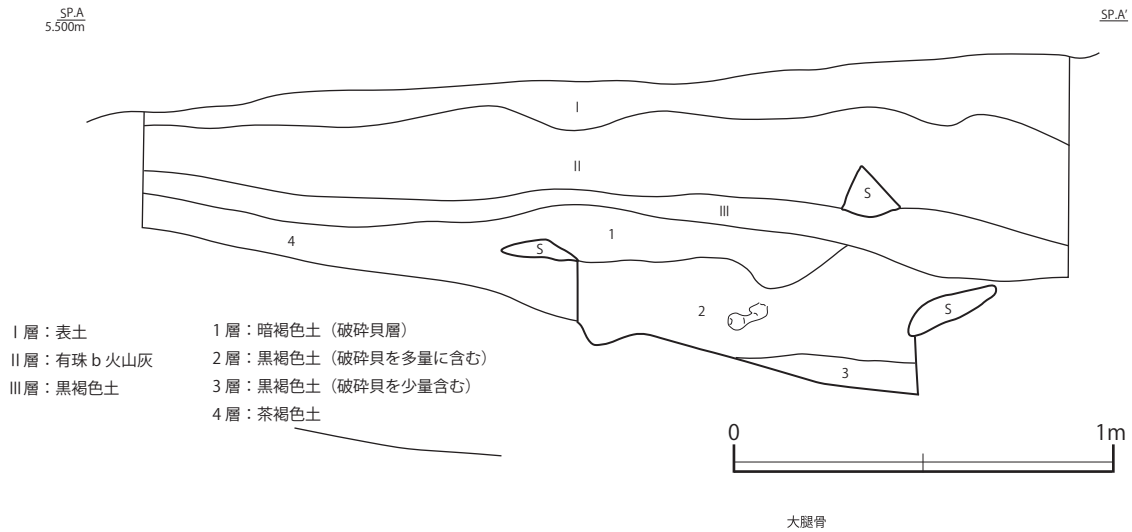 SP.A
5.500m
SP.A'
I
II
S
III
1
4
S
2
S
3
I 層：表土
II 層：有珠 b 火山灰
III 層：黒褐色土
1 層：暗褐色土（破砕貝層）
2 層：黒褐色土（破砕貝を多量に含む）
3 層：黒褐色土（破砕貝を少量含む）
4 層：茶褐色土
0
1m
大腿骨